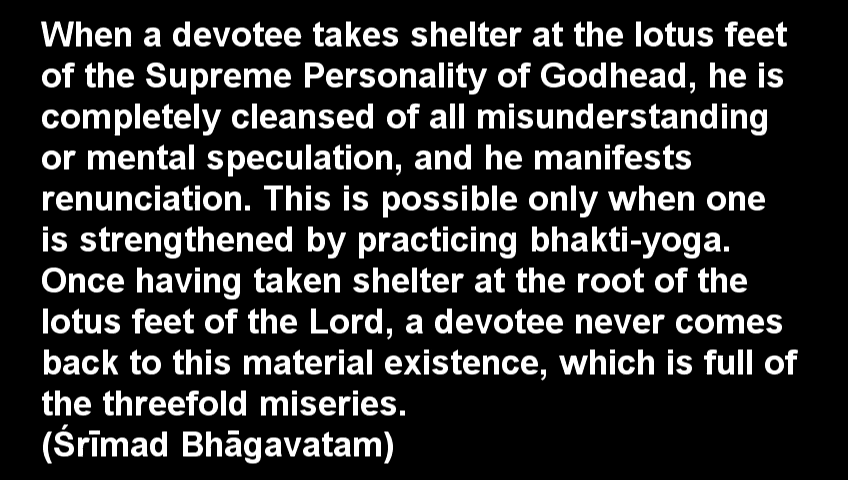 When a devotee takes shelter at the lotus feet
of the Supreme Personality of Godhead, he is
completely cleansed of all misunderstanding
or mental speculation, and he manifests
renunciation. This is possible only when one
is strengthened by practicing bhakti-yoga.
Once having taken shelter at the root of the
lotus feet of the Lord, a devotee never comes
back to this material existence, which is full of
the threefold miseries.
(Śrīmad Bhāgavatam)